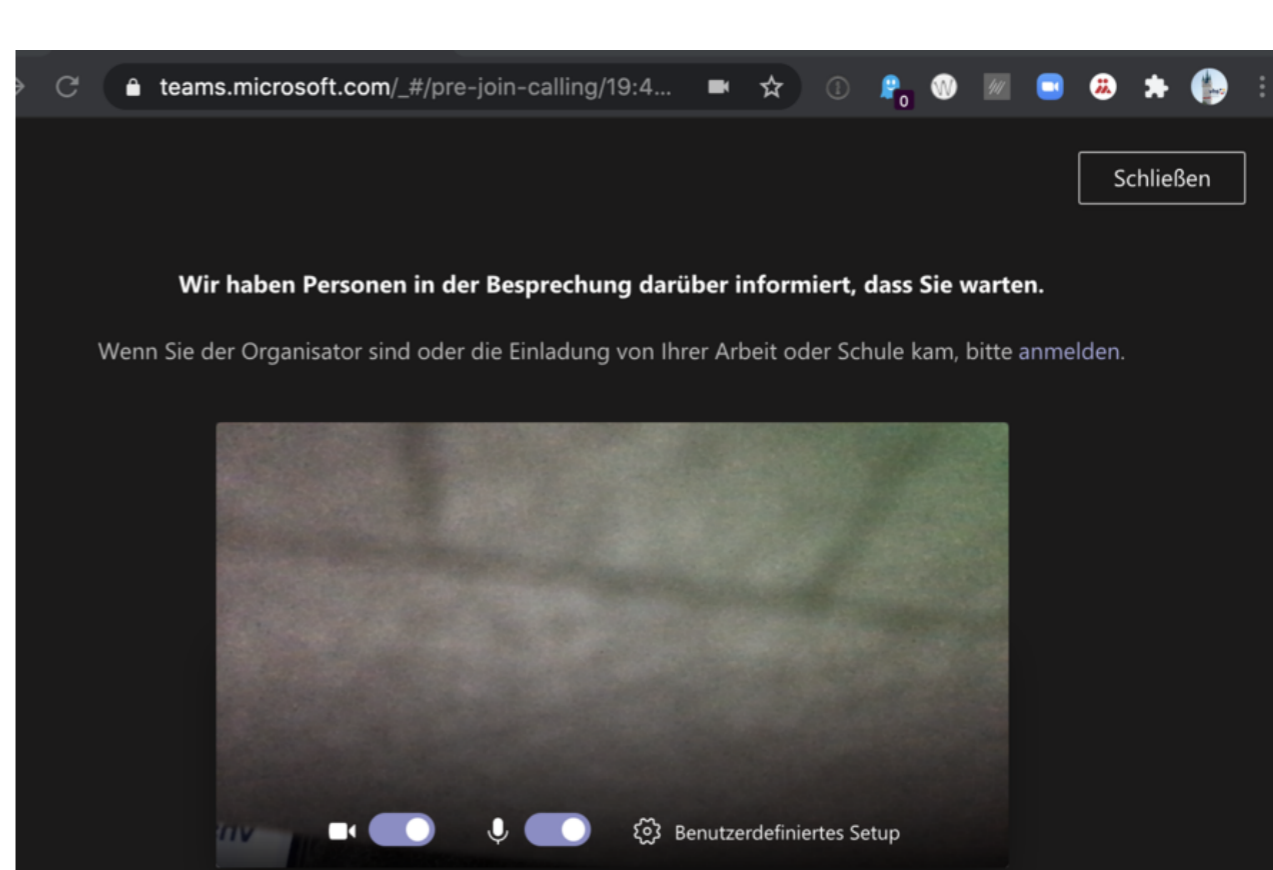 teams.microsoft.com/_#/pre-join-calling/19:4...
0
W
Schließen
Wir haben Personen in der Besprechung darüber informiert, dass Sie warten.
Wenn Sie der Organisator sind oder die Einladung von Ihrer Arbeit oder Schule kam, bitte anmelden.
Benutzerdefiniertes Setup